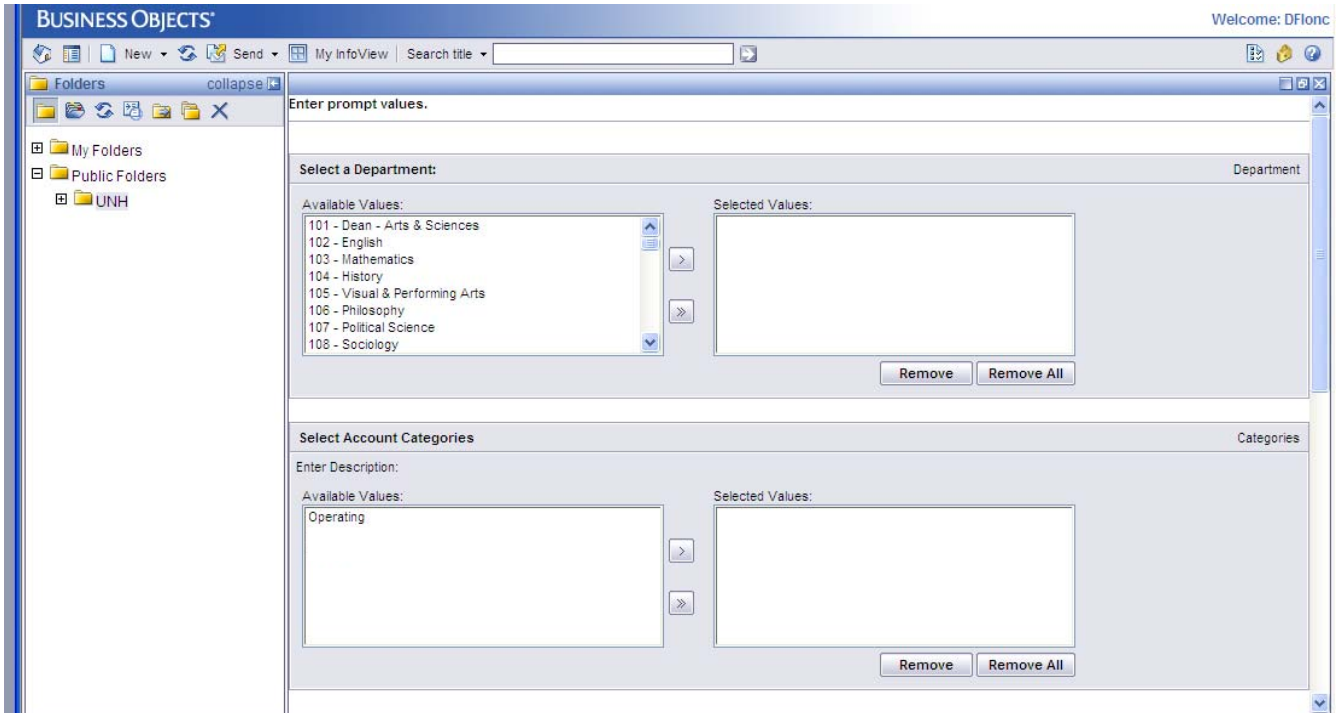 BUSINESS OBJECTS
Welcome: DFlonc
New Send My InfoView Search title
Folders collapse
Enter prompt values.
My Folders
Public Folders
UNH
Select a Department: Department
Available Values: Selected Values:
101 - Dean - Arts & Sciences
102 - English
103 - Mathematics
104 - History
105 - Visual & Performing Arts
106 - Philosophy
107 - Political Science
108 - Sociology
>
»
Remove Remove All
Select Account Categories Categories
Enter Description:
Available Values: Selected Values:
Operating
>
»
Remove Remove All